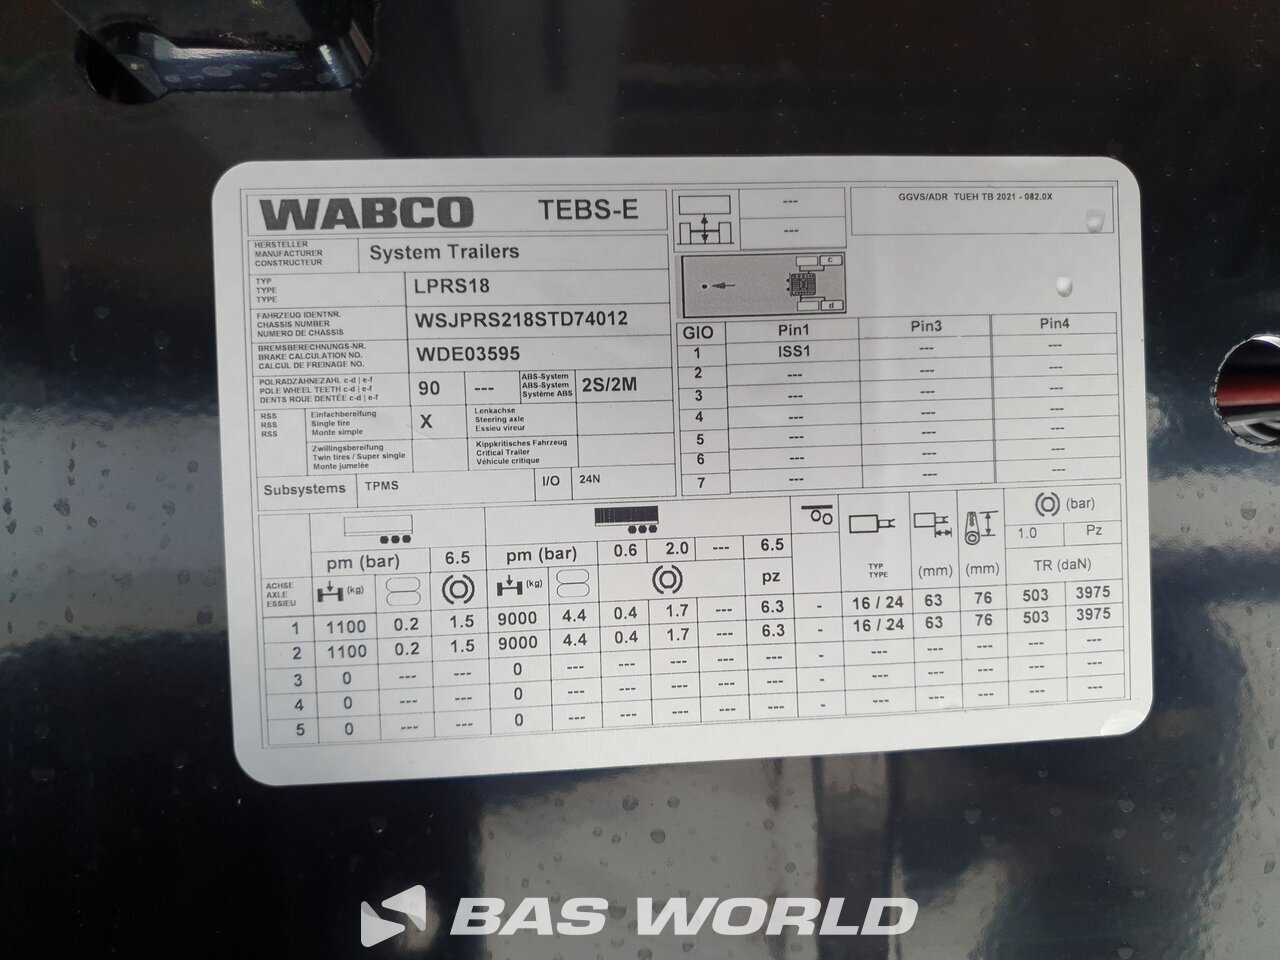 WABCO TEBS-E
HERSTELLER
MANUFACTURER
CONSTRUCTEUR
System Trailers
TYP
TYPE
TYPE
LPRS18
FAHRZEUG IDENTNR.
CHASSIS NUMBER
NUMERO DE CHASSIS
WSJPRS218STD74012
BREMSBERECHNUNGS-NR.
BRAKE CALCULATION NO.
CALCUL DE FREINAGE NO.
WDE03595
POLRADZÄHNEZAHL c-d | e-f
POLE WHEEL TEETH c-d | e-f
DENTS ROUE DENTÉE c-d | e-f
90 ---
ABS-System
ABS-System
Système ABS
2S/2M
RSS
RSS
RSS
Einfachbereifung
Single tire
Monte simple
X
Lenkachse
Steering axle
Essieu vireur
Zwillingsbereifung
Twin tires / Super single
Monte jumelée
Kippkritisches Fahrzeug
Critical Trailer
Véhicule critique
Subsystems TPMS I/O 24N
---
---
GGVS/ADR TUEH TB 2021 - 082.0X
c
d
GIO Pin1 Pin3 Pin4
1 ISS1 --- ---
2 --- --- ---
3 --- --- ---
4 --- --- ---
5 --- --- ---
6 --- --- ---
7 --- --- ---
pm (bar) 6.5 pm (bar) 0.6 2.0 --- 6.5
(bar)
1.0 Pz
ACHSE
AXLE
ESSIEU
(kg) (kg) pz
TYP
TYPE
(mm) (mm) TR (daN)
1 1100 0.2 1.5 9000 4.4 0.4 1.7 --- 6.3 - 16 / 24 63 76 503 3975
2 1100 0.2 1.5 9000 4.4 0.4 1.7 --- 6.3 - 16 / 24 63 76 503 3975
3 0 --- --- 0 --- --- --- --- --- - --- --- --- --- ---
4 0 --- --- 0 --- --- --- --- --- - --- --- --- --- ---
5 0 --- --- 0 --- --- --- --- --- - --- --- --- --- ---
BAS WORLD